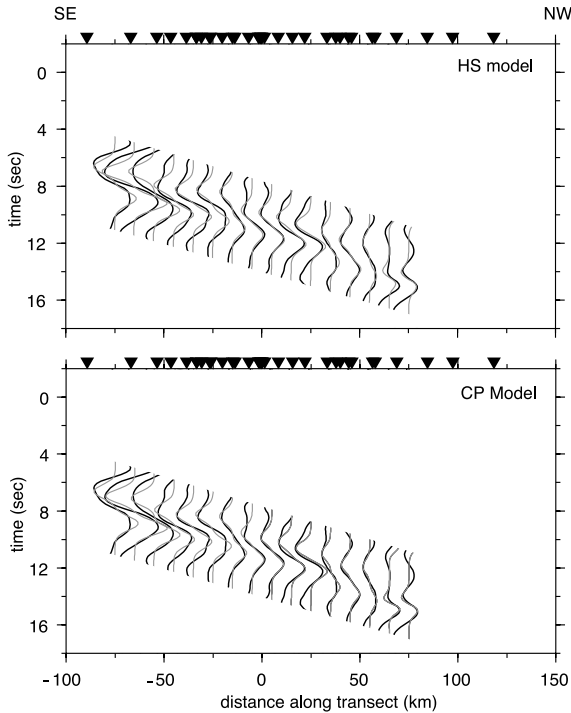 SE NW
HS model
0
4
8
12
16
time (sec)
CP Model
0
4
8
12
16
time (sec)
-100 -50 0 50 100 150
distance along transect (km)